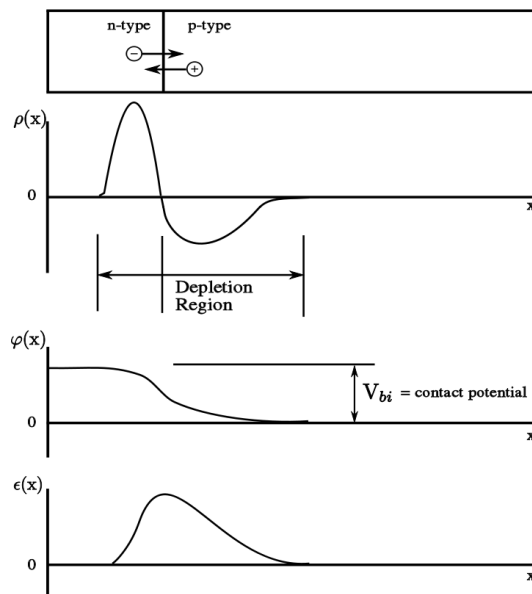 n-type p-type
− +
ρ(x)
0
x
Depletion
Region
φ(x)
V_bi = contact potential
0
x
ϵ(x)
0
x